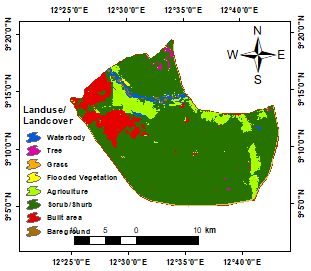 12°25'0"E 12°30'0"E 12°35'0"E 12°40'0"E
9°20'0"N
9°15'0"N
9°10'0"N
9°5'0"N
9°20'0"N
9°15'0"N
9°10'0"N
9°5'0"N
N
W E
S
Landuse/
Landcover
Waterbody
Tree
Grass
Flooded Vegetation
Agriculture
Scrub/Shurb
Built area
Bareground
10 5 0 10 km
12°25'0"E 12°30'0"E 12°35'0"E 12°40'0"E